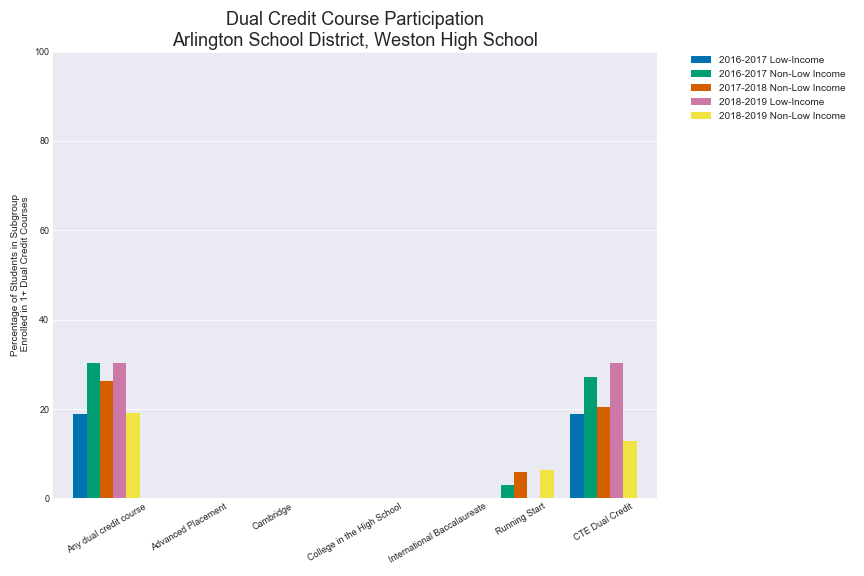 Dual Credit Course Participation
Arlington School District, Weston High School
2016-2017 Low-Income
2016-2017 Non-Low Income
2017-2018 Non-Low Income
2018-2019 Low-Income
2018-2019 Non-Low Income
Percentage of Students in Subgroup
Enrolled in 1+ Dual Credit Courses
100
80
60
40
20
0
Any dual credit course
Advanced Placement
Cambridge
College in the High School
International Baccalaureate
Running Start
CTE Dual Credit